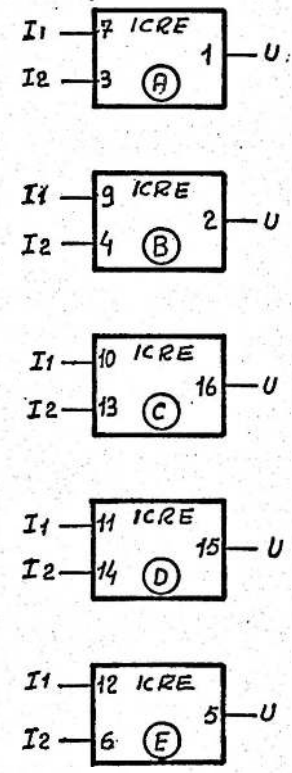 I1 7 ICRE
1 U
I2 3 A
I1 9 ICRE
2 U
I2 4 B
I1 10 ICRE
16 U
I2 13 C
I1 11 ICRE
15 U
I2 14 D
I1 12 ICRE
5 U
I2 6 E